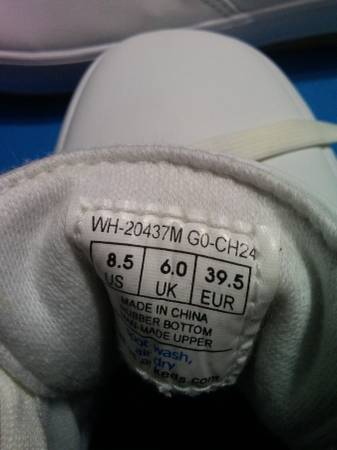 WH-20437M G0-CH24
8.5 6.0 39.5
US UK EUR
MADE IN CHINA
RUBBER BOTTOM
MAN-MADE UPPER
wash,
air dry
keds.com